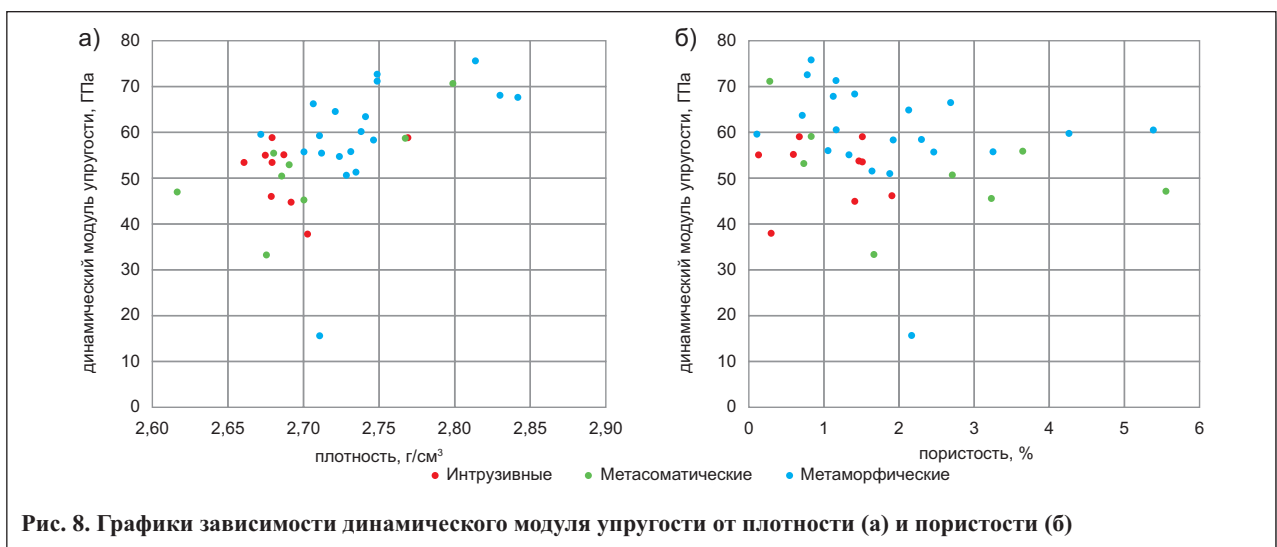 а)
80
70
60
50
40
30
20
10
0
динамический модуль упругости, ГПа
2,60 2,65 2,70 2,75 2,80 2,85 2,90
плотность, г/см³
б)
80
70
60
50
40
30
20
10
0
динамический модуль упругости, ГПа
0 1 2 3 4 5 6
пористость, %
Интрузивные Метасоматические Метаморфические
Рис. 8. Графики зависимости динамического модуля упругости от плотности (а) и пористости (б)